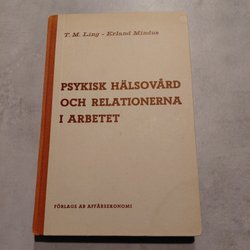 T. M. Ling - Erland Mindus
PSYKISK HÄLSOVÅRD
OCH RELATIONERNA
I ARBETET
FÖRLAGS AB AFFÄRSEKONOMI